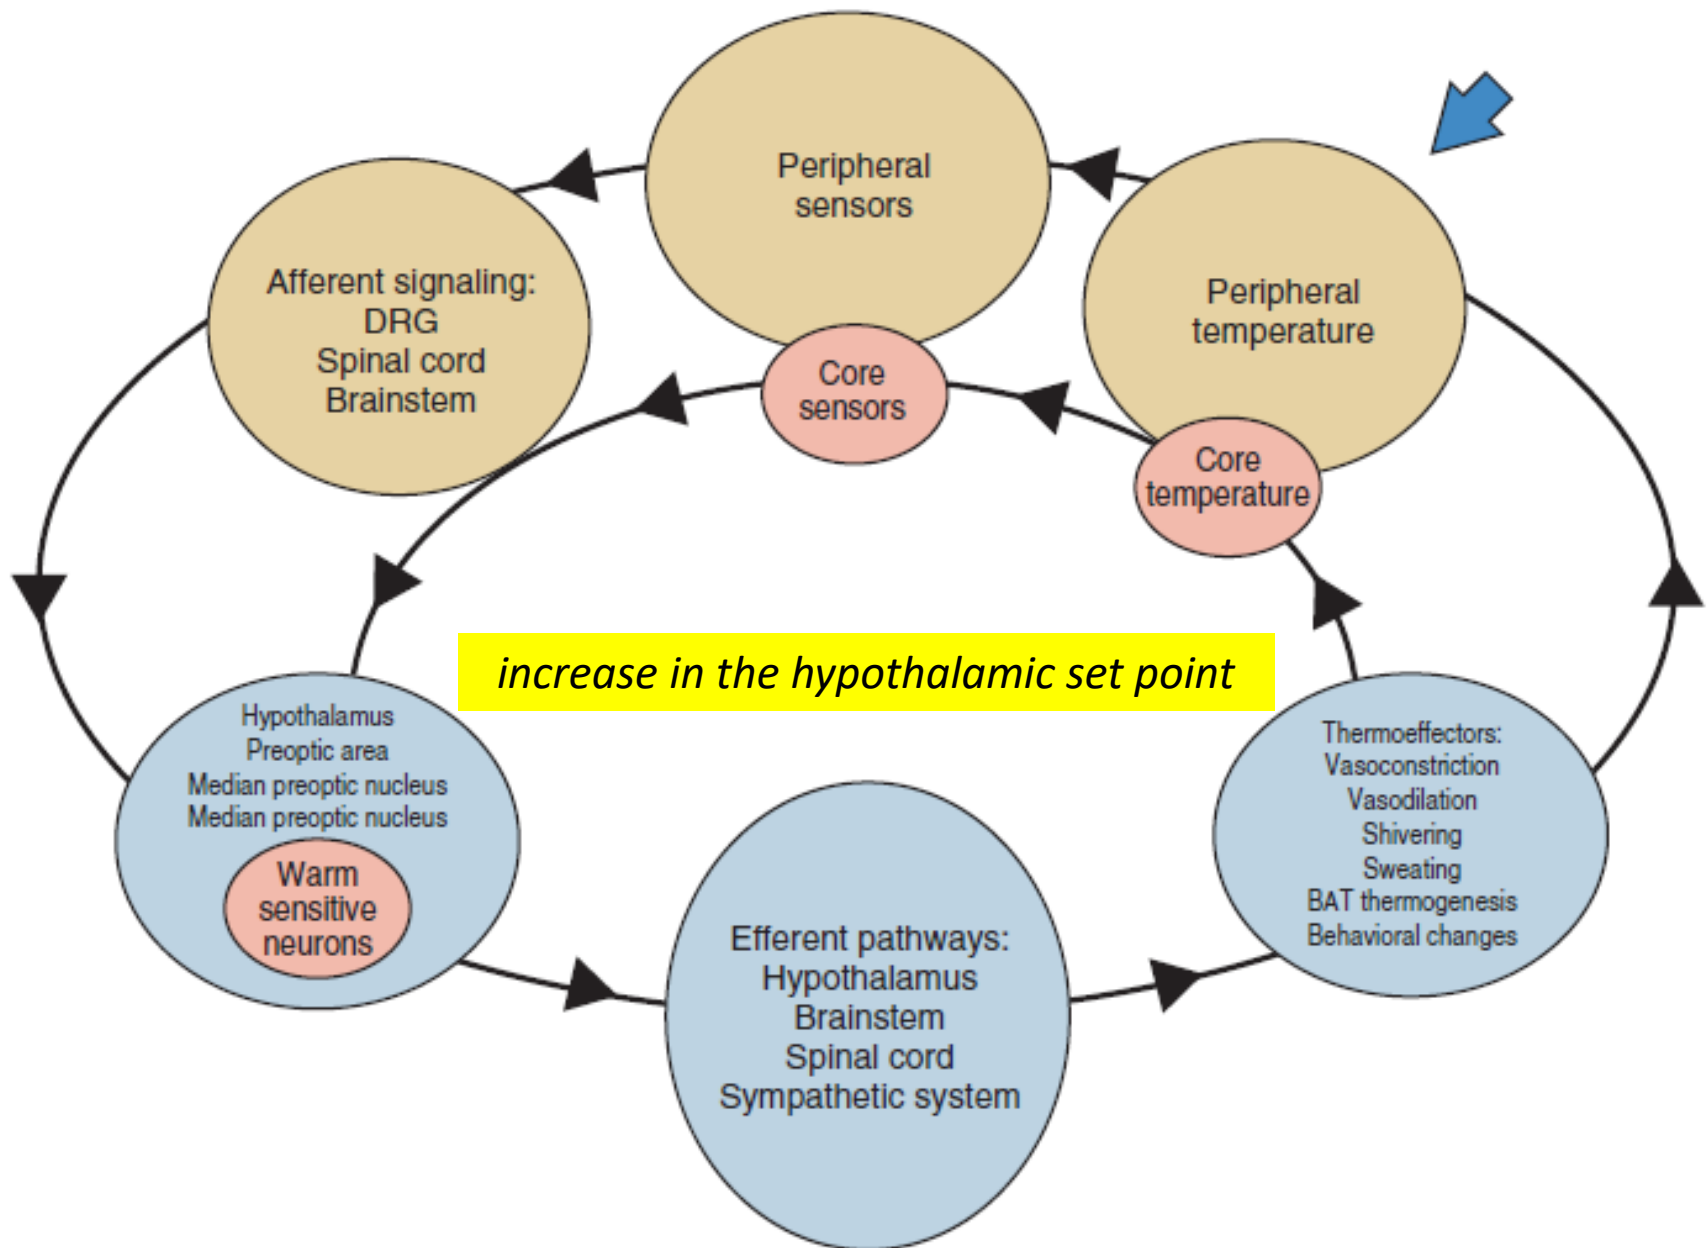 Peripheral
sensors
Peripheral
temperature
Afferent signaling:
DRG
Spinal cord
Brainstem
Core
sensors
Core
temperature
increase in the hypothalamic set point
Hypothalamus
Preoptic area
Median preoptic nucleus
Median preoptic nucleus
Warm
sensitive
neurons
Efferent pathways:
Hypothalamus
Brainstem
Spinal cord
Sympathetic system
Thermoeffectors:
Vasoconstriction
Vasodilation
Shivering
Sweating
BAT thermogenesis
Behavioral changes